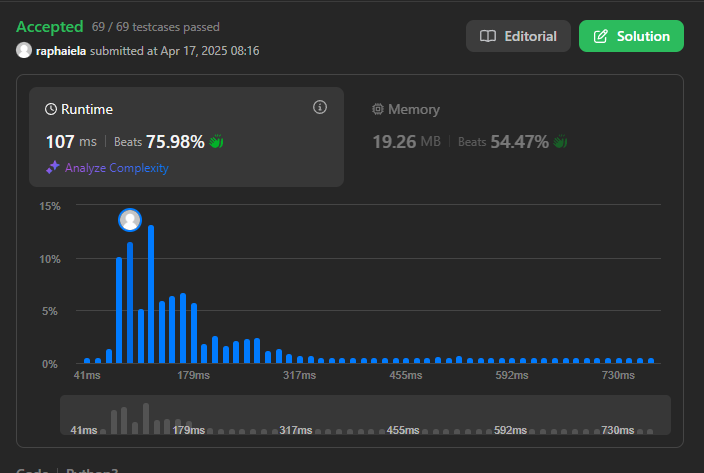 Accepted 69 / 69 testcases passed
raphaiela submitted at Apr 17, 2025 08:16
Editorial
Solution
Runtime
107 ms Beats 75.98%
Analyze Complexity
Memory
19.26 MB Beats 54.47%
15%
10%
5%
0%
41ms 179ms 317ms 455ms 592ms 730ms
41ms 179ms 317ms 455ms 592ms 730ms
Code Python3